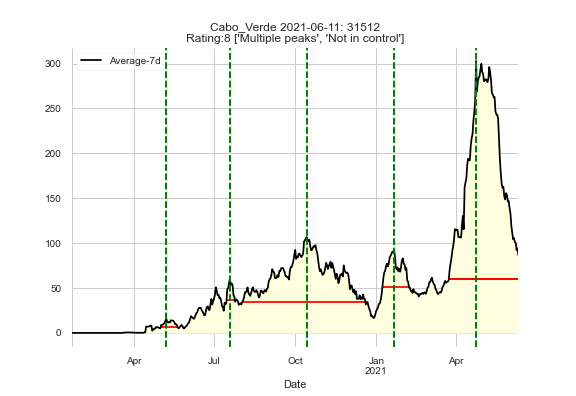 Cabo_Verde 2021-06-11: 31512
Rating:8 ['Multiple peaks', 'Not in control']
Average-7d
300
250
200
150
100
50
0
Apr
Jul
Oct
Jan
2021
Apr
Date